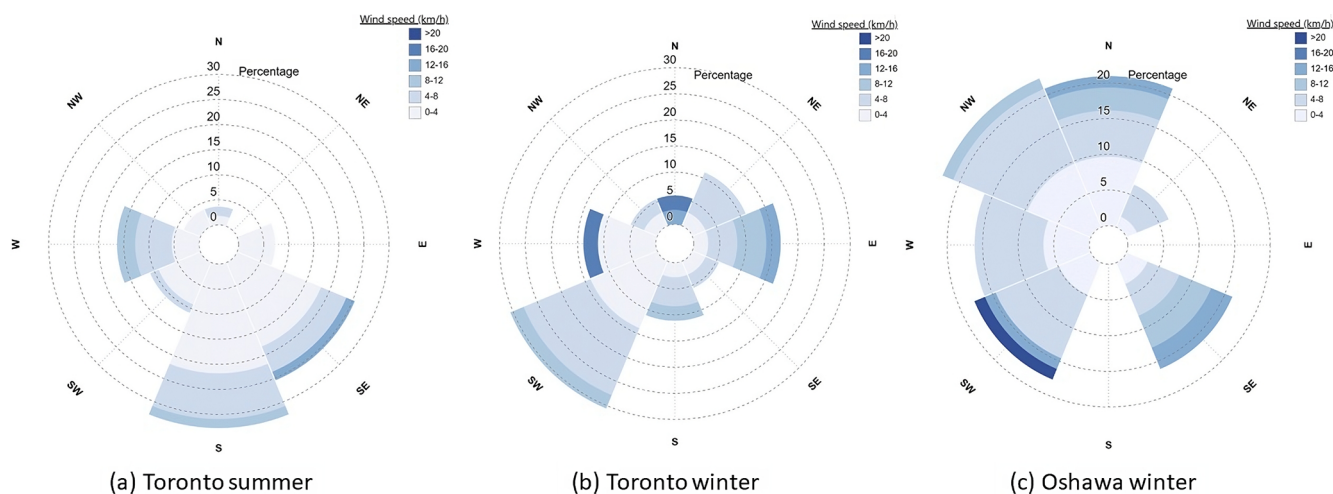 Wind speed (km/h)
>20
16-20
12-16
8-12
4-8
0-4
N
NE
E
SE
S
SW
W
NW
30
25
20
15
10
5
0
Percentage
(a) Toronto summer
Wind speed (km/h)
>20
16-20
12-16
8-12
4-8
0-4
N
NE
E
SE
S
SW
W
NW
30
25
20
15
10
5
0
Percentage
(b) Toronto winter
Wind speed (km/h)
>20
16-20
12-16
8-12
4-8
0-4
N
NE
E
SE
S
SW
W
NW
20
15
10
5
0
Percentage
(c) Oshawa winter